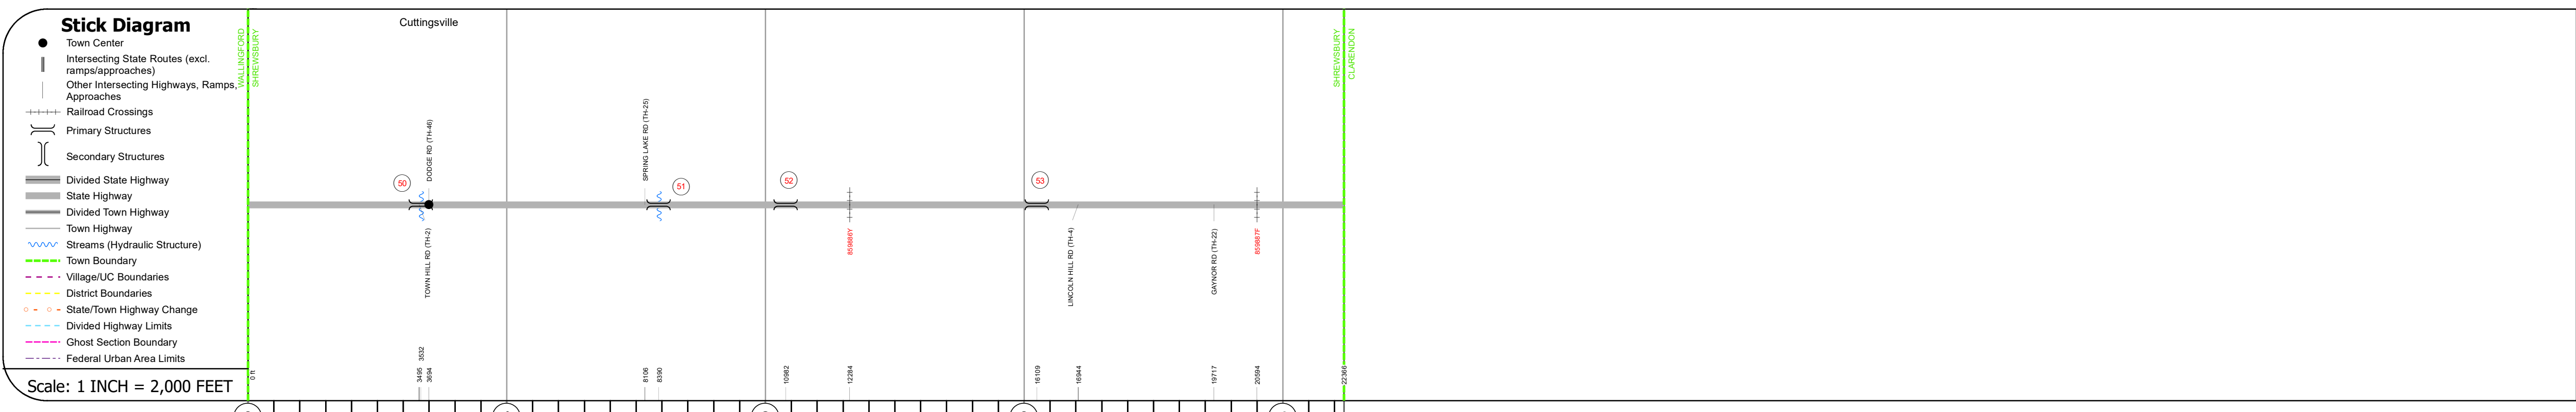 Stick Diagram
Town Center
Intersecting State Routes (excl.
ramps/approaches)
Other Intersecting Highways, Ramps,
Approaches
Railroad Crossings
Primary Structures
Secondary Structures
Divided State Highway
State Highway
Divided Town Highway
Town Highway
Streams (Hydraulic Structure)
Town Boundary
Village/UC Boundaries
District Boundaries
State/Town Highway Change
Divided Highway Limits
Ghost Section Boundary
Federal Urban Area Limits
Scale: 1 INCH = 2,000 FEET
WALLINGFORD
SHREWSBURY
Cuttingsville
SHREWSBURY
CLARENDON
DODGE RD (TH-46)
SPRING LAKE RD (TH-25)
50
51
52
53
TOWN HILL RD (TH-2)
859886Y
LINCOLN HILL RD (TH-4)
GAYNOR RD (TH-22)
859887F
0 ft
3495
3532
3694
8106
8390
10982
12284
16109
16944
19717
20594
22366